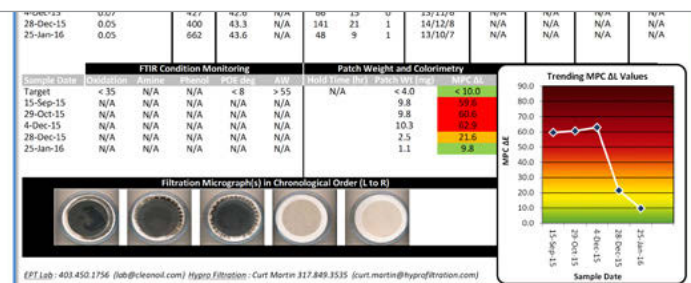 4-Dec-15 0.07 427 42.6 N/A 66 15 0 13/11/6 N/A N/A N/A
28-Dec-15 0.05 400 43.3 N/A 141 21 1 14/12/8 N/A N/A N/A
25-Jan-16 0.05 662 43.6 N/A 48 9 1 13/10/7 N/A N/A N/A
FTIR Condition Monitoring Patch Weight and Colorimetry
Sample Date Oxidation Amine Phenol PDE deg AW Hold Time (hr) Patch Wt (mg) MPC ΔL
Target < 35 N/A N/A < 8 > 55 N/A < 4.0 < 10.0
15-Sep-15 N/A N/A N/A N/A N/A 9.8 59.6
29-Oct-15 N/A N/A N/A N/A N/A 9.8 60.6
4-Dec-15 N/A N/A N/A N/A N/A 10.3 62.9
28-Dec-15 N/A N/A N/A N/A N/A 2.5 21.6
25-Jan-16 N/A N/A N/A N/A N/A 1.1 9.8
Filtration Micrograph(s) in Chronological Order (L to R)
EPT Lab : 403.450.1756 (lab@cleanoil.com) Hypro Filtration : Curt Martin 317.849.3535 (curt.martin@hyprofiltration.com)
Trending MPC ΔL Values
MPC ΔE
90.0
80.0
70.0
60.0
50.0
40.0
30.0
20.0
10.0
0.0
15-Sep-15
29-Oct-15
4-Dec-15
28-Dec-15
25-Jan-16
Sample Date